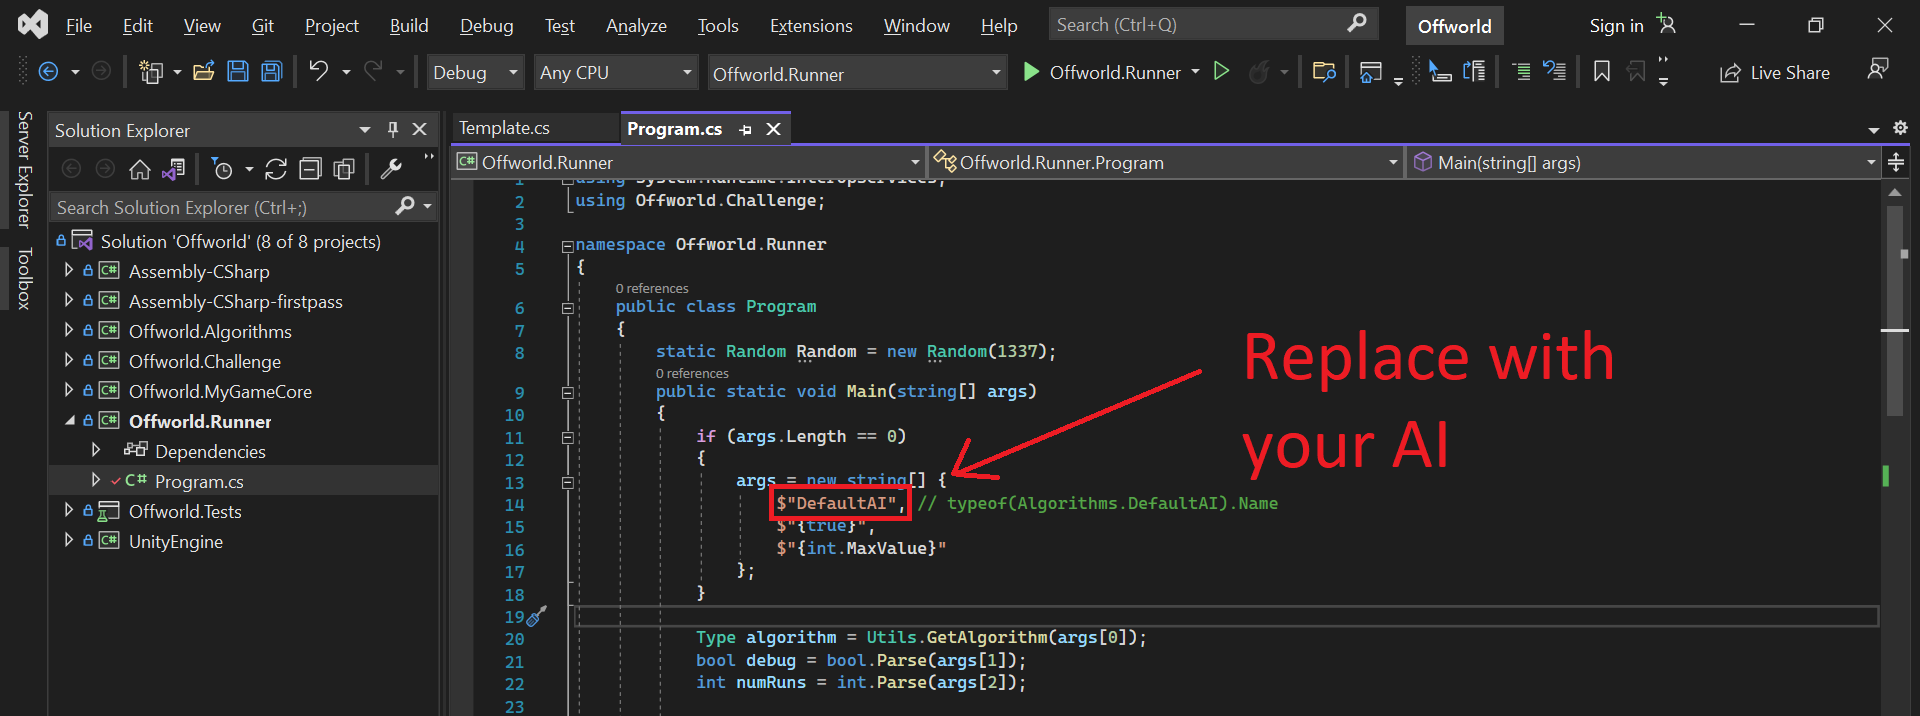 File Edit View Git Project Build Debug Test Analyze Tools Extensions Window Help Search (Ctrl+Q) Offworld Sign in
Debug Any CPU Offworld.Runner Offworld.Runner Live Share
Server Explorer
Toolbox
Solution Explorer
Search Solution Explorer (Ctrl+;)
Solution 'Offworld' (8 of 8 projects)
C# Assembly-CSharp
C# Assembly-CSharp-firstpass
C# Offworld.Algorithms
C# Offworld.Challenge
C# Offworld.MyGameCore
C# Offworld.Runner
Dependencies
C# Program.cs
Offworld.Tests
C# UnityEngine
Template.cs Program.cs
C# Offworld.Runner Offworld.Runner.Program Main(string[] args)
1 using System.Runtime.InteropServices;
2 using Offworld.Challenge;
3
4 namespace Offworld.Runner
5 {
0 references
6 public class Program
7 {
8 static Random Random = new Random(1337);
0 references
9 public static void Main(string[] args)
10 {
11 if (args.Length == 0)
12 {
13 args = new string[] {
14 $"DefaultAI", // typeof(Algorithms.DefaultAI).Name
15 $"{true}",
16 $"{int.MaxValue}"
17 };
18 }
19
20 Type algorithm = Utils.GetAlgorithm(args[0]);
21 bool debug = bool.Parse(args[1]);
22 int numRuns = int.Parse(args[2]);
23
Replace with
your AI